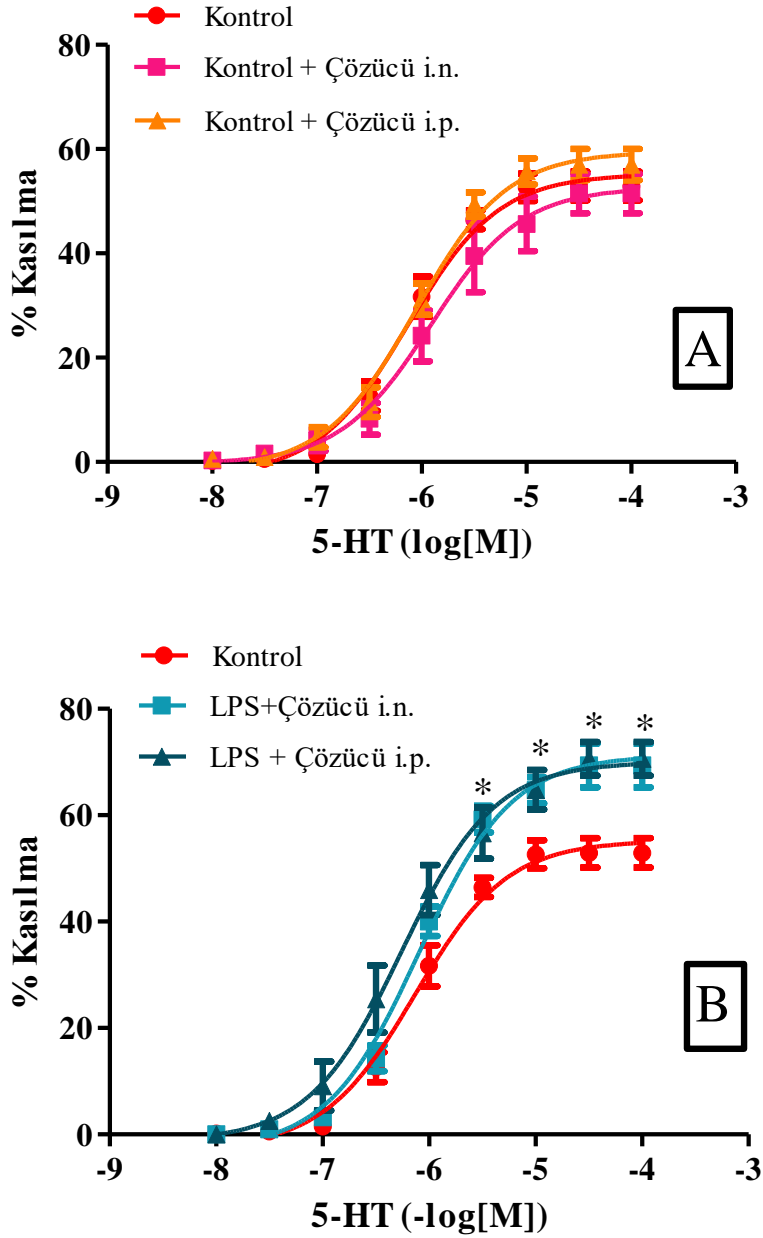 Kontrol
Kontrol + Çözücü i.n.
Kontrol + Çözücü i.p.
80
60
40
20
0
% Kasılma
A
-9 -8 -7 -6 -5 -4 -3
5-HT (log[M])
Kontrol
LPS+Çözücü i.n.
LPS + Çözücü i.p.
80
60
40
20
0
% Kasılma
* * * *
B
-9 -8 -7 -6 -5 -4 -3
5-HT (-log[M])